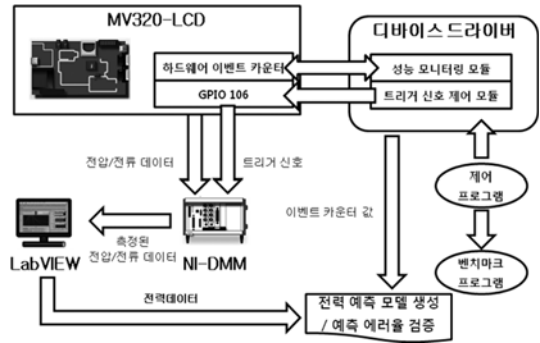 MV320-LCD
하드웨어 이벤트 카운터
GPIO 106
디바이스 드라이버
성능 모니터링 모듈
트리거 신호 제어 모듈
전압/전류 데이터
트리거 신호
이벤트 카운터 값
제어
프로그램
벤치마크
프로그램
LabVIEW
측정된
전압/전류 데이터
NI-DMM
전력데이터
전력 예측 모델 생성
/ 예측 에러율 검증